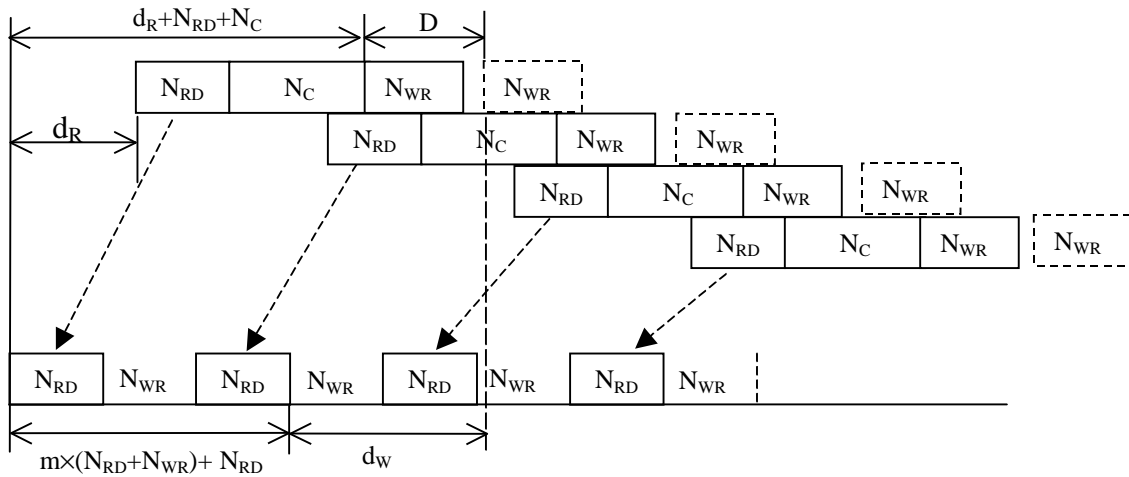 d_R+N_RD+N_C D
N_RD N_C N_WR N_WR
d_R N_RD N_C N_WR N_WR
N_RD N_C N_WR N_WR
N_RD N_C N_WR N_WR
N_RD N_WR N_RD N_WR N_RD N_WR N_RD N_WR
m×(N_RD+N_WR)+ N_RD d_W